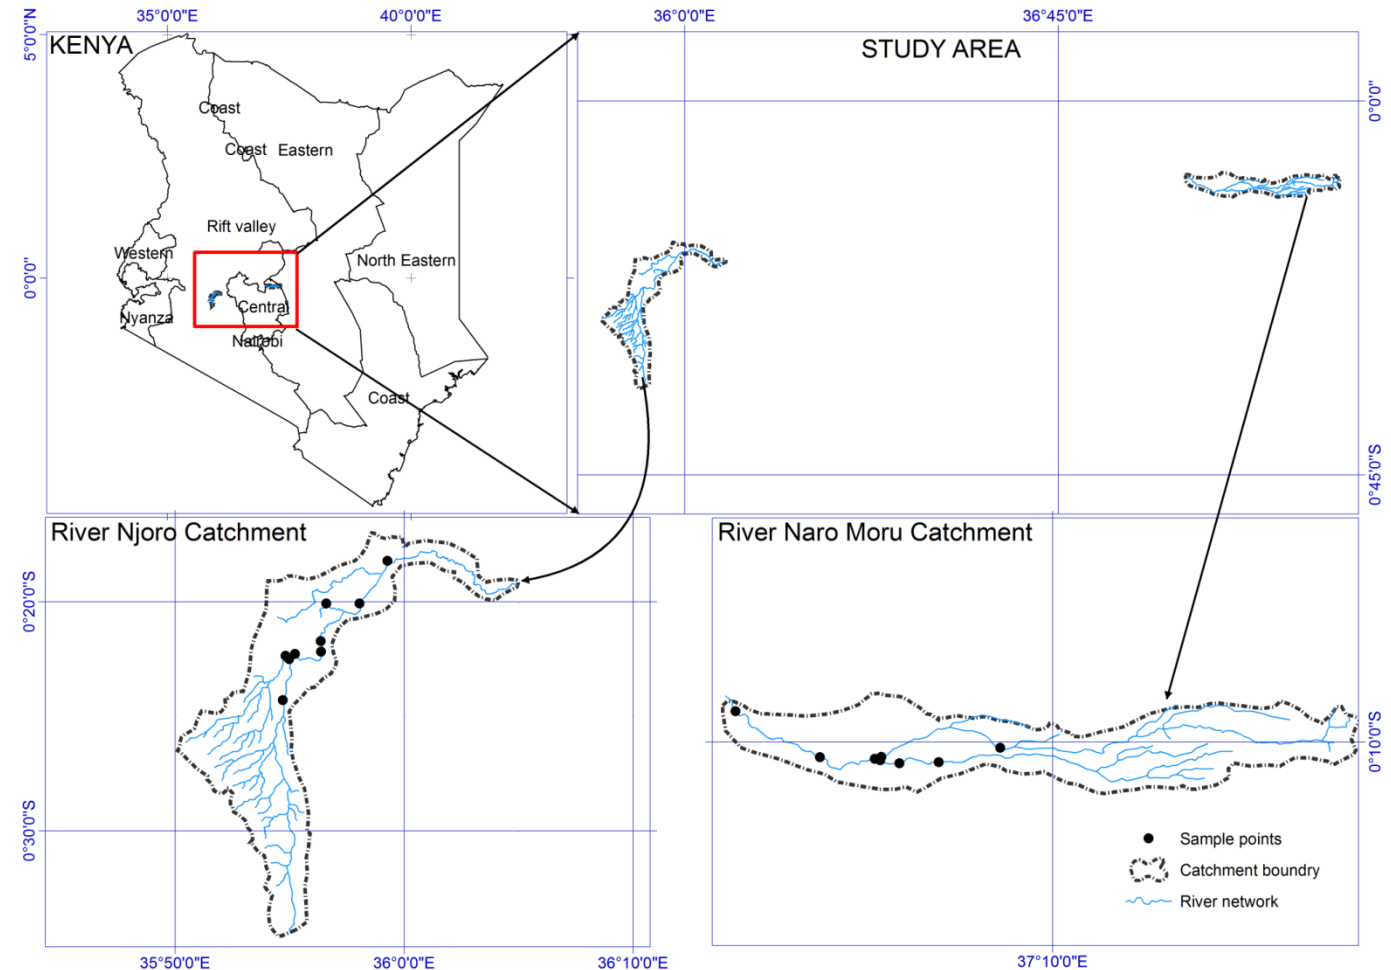 35°0'0"E
40°0'0"E
36°0'0"E
36°45'0"E
5°0'0"N
KENYA
STUDY AREA
0°0'0"
Coast
Coast
Eastern
Rift valley
Western
North Eastern
0°0'0"
Central
Nyanza
Nairobi
Coast
0°45'0"S
River Njoro Catchment
River Naro Moru Catchment
0°20'0"S
0°10'0"S
0°30'0"S
Sample points
Catchment boundry
River network
35°50'0"E
36°0'0"E
36°10'0"E
37°10'0"E